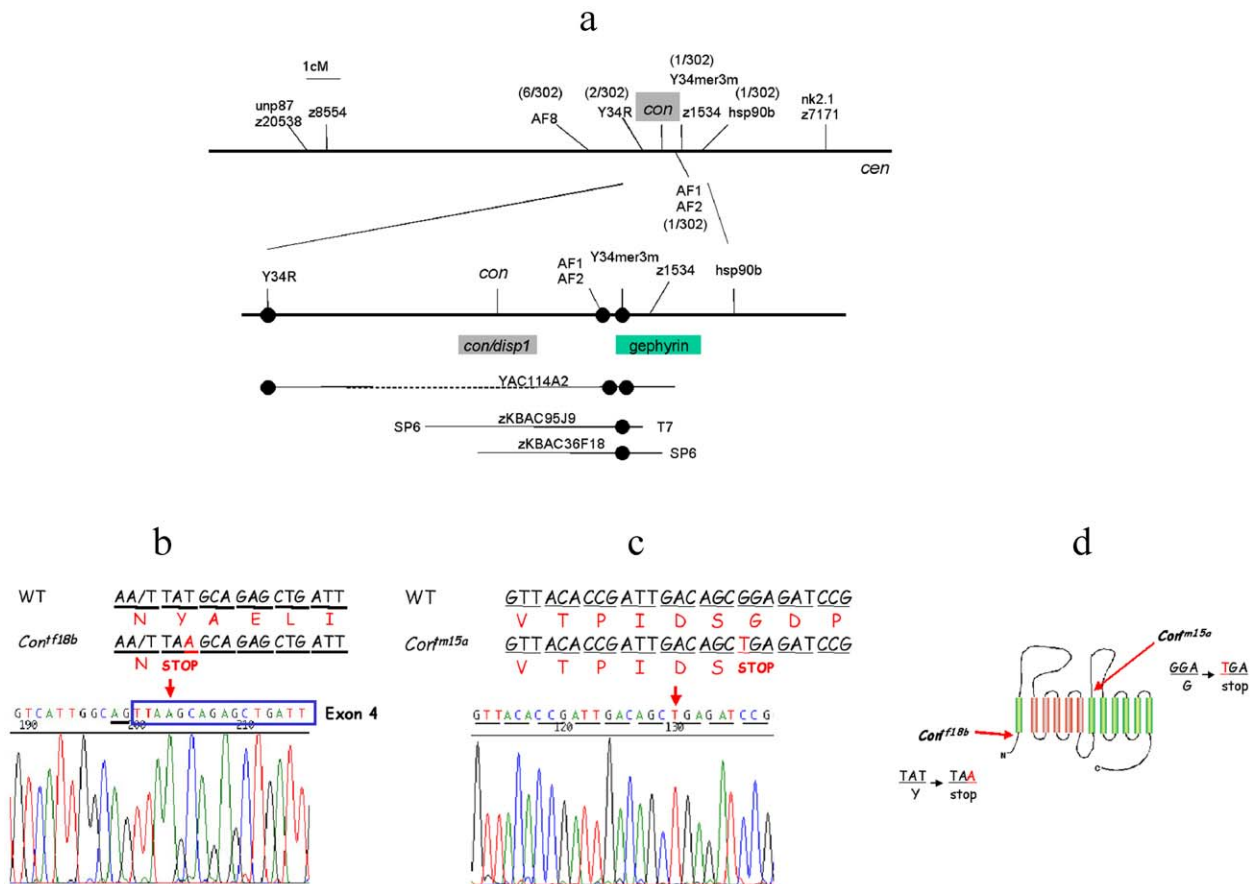 a
1cM
(1/302)
Y34mer3m
(6/302)
(2/302)
(1/302)
nk2.1
unp87
z20538
z8554
AF8
Y34R
con
z1534
hsp90b
z7171
cen
AF1
AF2
(1/302)
Y34R
con
AF1
AF2
Y34mer3m
z1534
hsp90b
con/disp1
gephyrin
YAC114A2
SP6
zKBAC95J9
T7
zKBAC36F18
SP6
b
WT
AA/T TAT GCA GAG CTG ATT
N Y A E L I
Con tf18b
AA/T TAA GCA GAG CTG ATT
N STOP
GTCATTGGCAGTTAAGCAGAGCTGATT
Exon 4
190 200 210
c
WT
GTT ACA CCG ATT GAC AGC GGA GAT CCG
V T P I D S G D P
Con tm15a
GTT ACA CCG ATT GAC AGC TGA GAT CCG
V T P I D S STOP
GTTACACCGATTGACAGCTGAGATCCG
120 130
d
Con tm15a
GGA → TGA
G stop
Con tf18b
N
C
TAT → TAA
Y stop